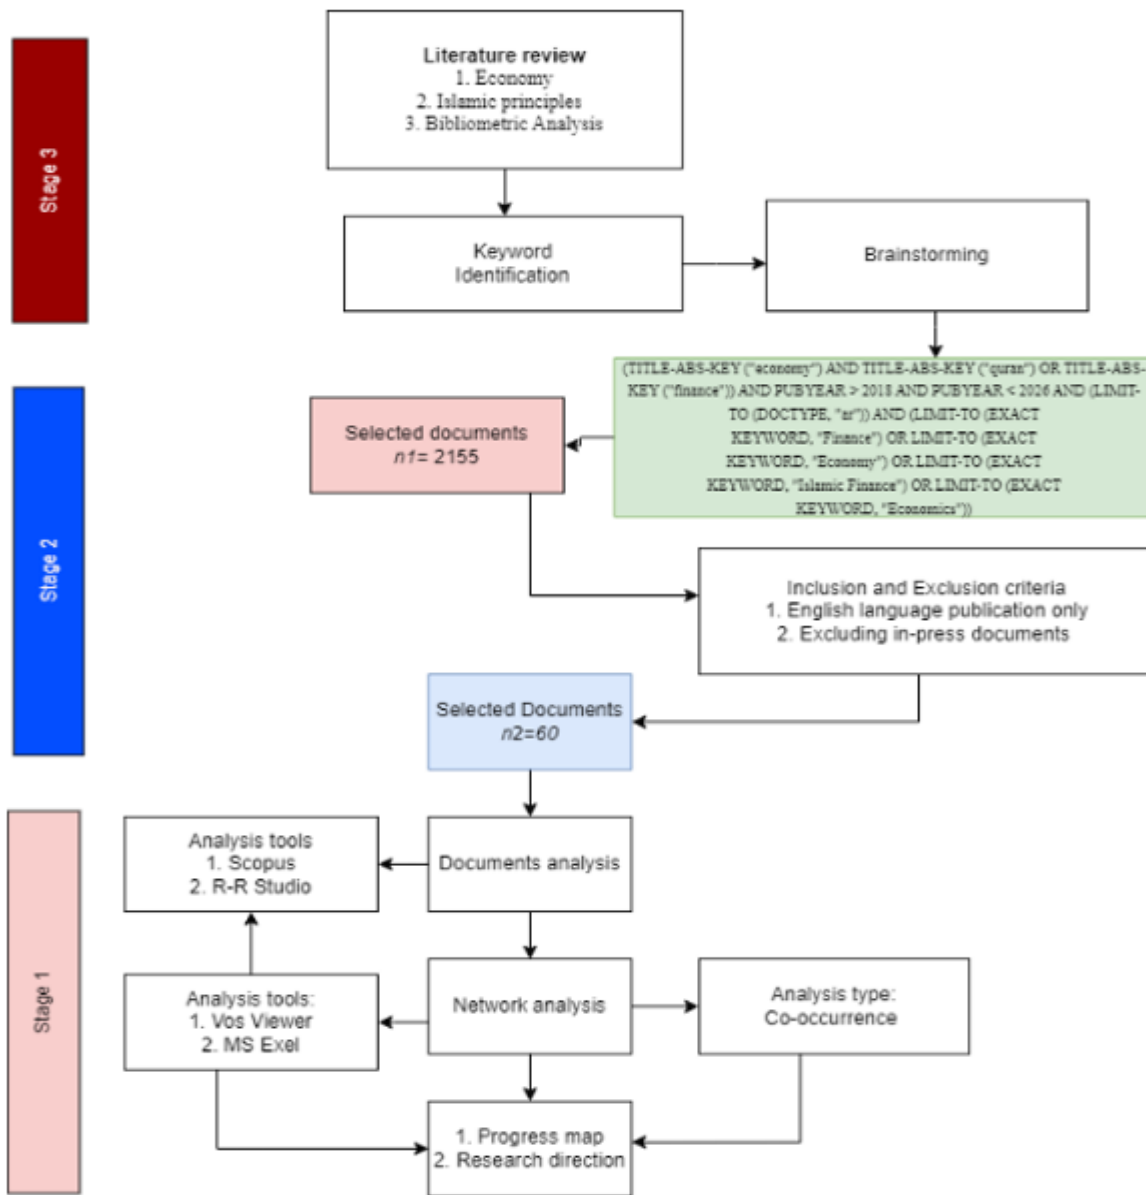 Stage 3
Literature review
1. Economy
2. Islamic principles
3. Bibliometric Analysis
Keyword
Identification
Brainstorming
Stage 2
(TITLE-ABS-KEY ("economy") AND TITLE-ABS-KEY ("quran") OR TITLE-ABS-
KEY ("finance")) AND PUBYEAR > 2018 AND PUBYEAR < 2026 AND (LIMIT-
TO (DOCTYPE, "ar")) AND (LIMIT-TO (EXACT
KEYWORD, "Finance") OR LIMIT-TO (EXACT
KEYWORD, "Economy") OR LIMIT-TO (EXACT
KEYWORD, "Islamic Finance") OR LIMIT-TO (EXACT
KEYWORD, "Economics"))
Selected documents
n1= 2155
Inclusion and Exclusion criteria
1. English language publication only
2. Excluding in-press documents
Selected Documents
n2=60
Stage 1
Analysis tools
1. Scopus
2. R-R Studio
Documents analysis
Analysis tools:
1. Vos Viewer
2. MS Exel
Network analysis
Analysis type:
Co-occurrence
1. Progress map
2. Research direction